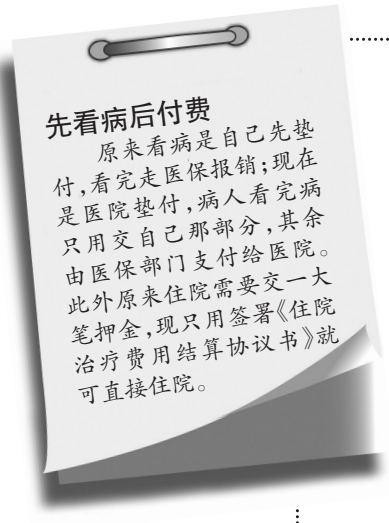 先看病后付费
原来看病是自己先垫
付,看完走医保报销;现在
是医院垫付,病人看完病
只用交自己那部分,其余
由医保部门支付给医院。
此外原来住院需要交一大
笔押金,现只用签署《住院
治疗费用结算协议书》就
可直接住院。